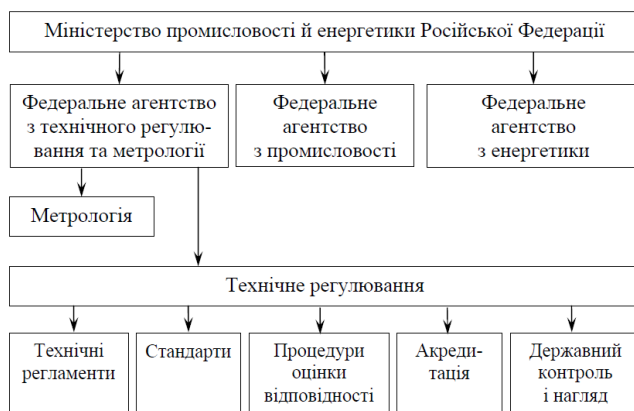 Міністерство промисловості й енергетики Російської Федерації
Федеральне агентство
з технічного регулю-
вання та метрології
Федеральне
агентство
з промисловості
Федеральне
агентство
з енергетики
Метрологія
Технічне регулювання
Технічні
регламенти
Стандарти
Процедури
оцінки
відповідності
Акреди-
тація
Державний
контроль
і нагляд